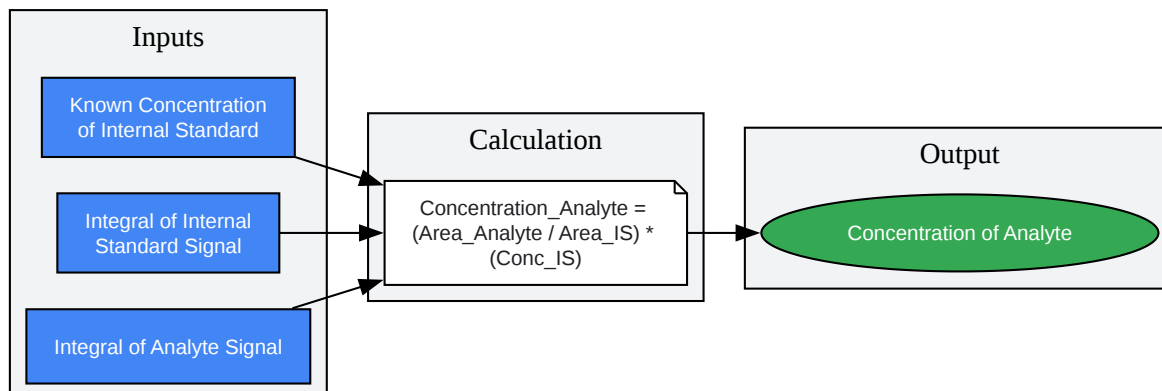 Inputs
Known Concentration
of Internal Standard
Integral of Internal
Standard Signal
Integral of Analyte Signal
Calculation
Concentration_Analyte =
(Area_Analyte / Area_IS) *
(Conc_IS)
Output
Concentration of Analyte